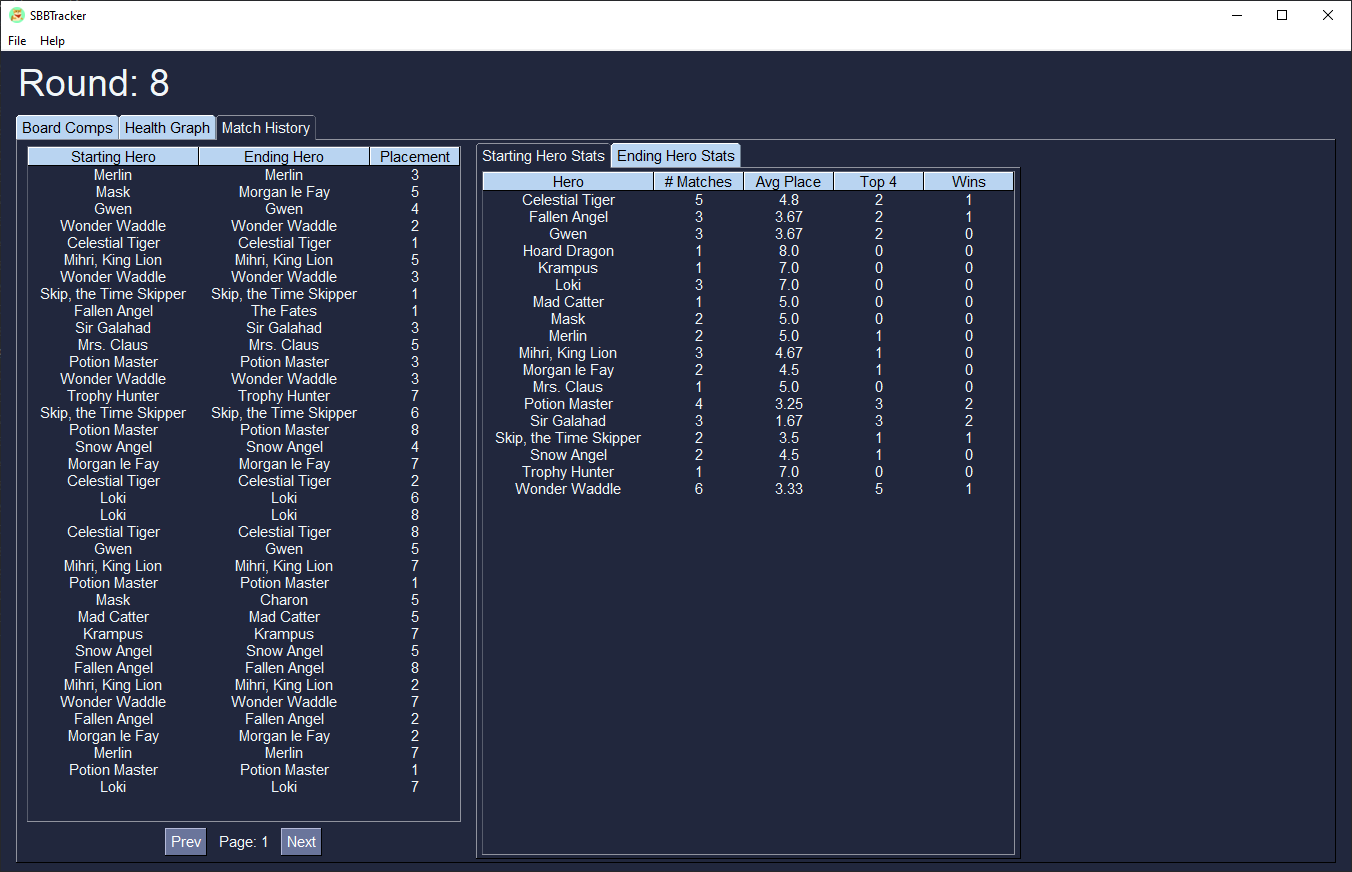 SBBTracker
File Help
Round: 8
Board Comps Health Graph Match History
Starting Hero Ending Hero Placement
Merlin Merlin 3
Mask Morgan le Fay 5
Gwen Gwen 4
Wonder Waddle Wonder Waddle 2
Celestial Tiger Celestial Tiger 1
Mihri, King Lion Mihri, King Lion 5
Wonder Waddle Wonder Waddle 3
Skip, the Time Skipper Skip, the Time Skipper 1
Fallen Angel The Fates 1
Sir Galahad Sir Galahad 3
Mrs. Claus Mrs. Claus 5
Potion Master Potion Master 3
Wonder Waddle Wonder Waddle 3
Trophy Hunter Trophy Hunter 7
Skip, the Time Skipper Skip, the Time Skipper 6
Potion Master Potion Master 8
Snow Angel Snow Angel 4
Morgan le Fay Morgan le Fay 7
Celestial Tiger Celestial Tiger 2
Loki Loki 6
Loki Loki 8
Celestial Tiger Celestial Tiger 8
Gwen Gwen 5
Mihri, King Lion Mihri, King Lion 7
Potion Master Potion Master 1
Mask Charon 5
Mad Catter Mad Catter 5
Krampus Krampus 7
Snow Angel Snow Angel 5
Fallen Angel Fallen Angel 8
Mihri, King Lion Mihri, King Lion 2
Wonder Waddle Wonder Waddle 7
Fallen Angel Fallen Angel 2
Morgan le Fay Morgan le Fay 2
Merlin Merlin 7
Potion Master Potion Master 1
Loki Loki 7
Prev Page: 1 Next
Starting Hero Stats Ending Hero Stats
Hero # Matches Avg Place Top 4 Wins
Celestial Tiger 5 4.8 2 1
Fallen Angel 3 3.67 2 1
Gwen 3 3.67 2 0
Hoard Dragon 1 8.0 0 0
Krampus 1 7.0 0 0
Loki 3 7.0 0 0
Mad Catter 1 5.0 0 0
Mask 2 5.0 0 0
Merlin 2 5.0 1 0
Mihri, King Lion 3 4.67 1 0
Morgan le Fay 2 4.5 1 0
Mrs. Claus 1 5.0 0 0
Potion Master 4 3.25 3 2
Sir Galahad 3 1.67 3 2
Skip, the Time Skipper 2 3.5 1 1
Snow Angel 2 4.5 1 0
Trophy Hunter 1 7.0 0 0
Wonder Waddle 6 3.33 5 1